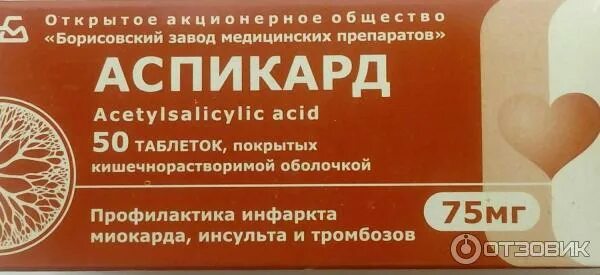 Открытое акционерное общество
«Борисовский завод медицинских препаратов»
АСПИКАРД
Acetylsalicylic acid
50 ТАБЛЕТОК, покрытых
кишечнорастворимой оболочкой
Профилактика инфаркта
миокарда, инсульта и тромбозов
75мг
ОТЗОВИК